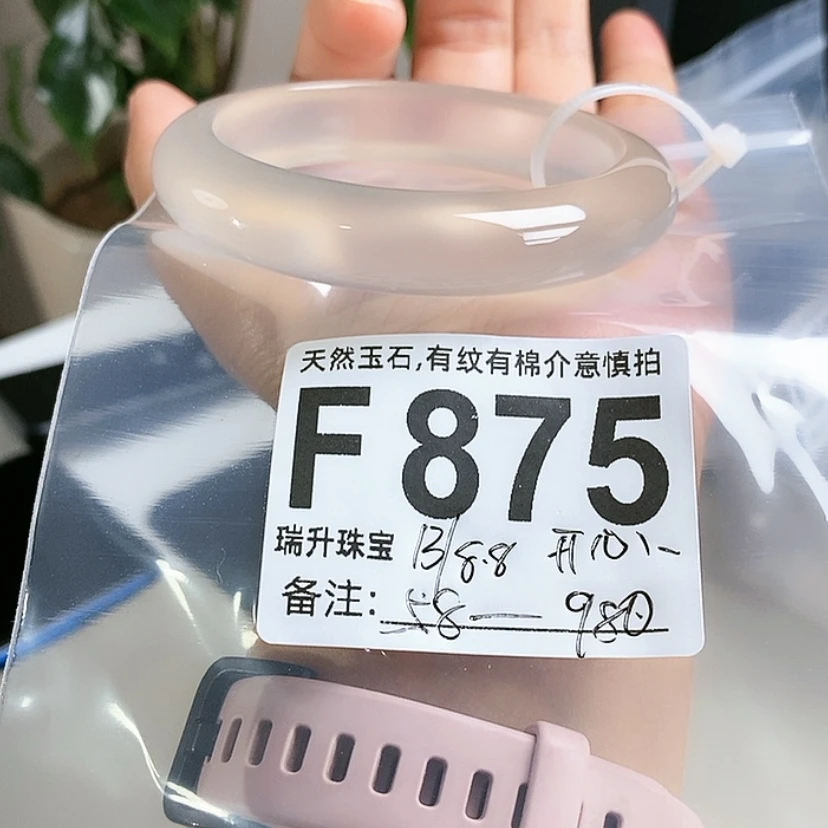 天然玉石,有纹有棉介意慎拍
F 875
瑞升珠宝 13/8.8
备注: 58 — 980